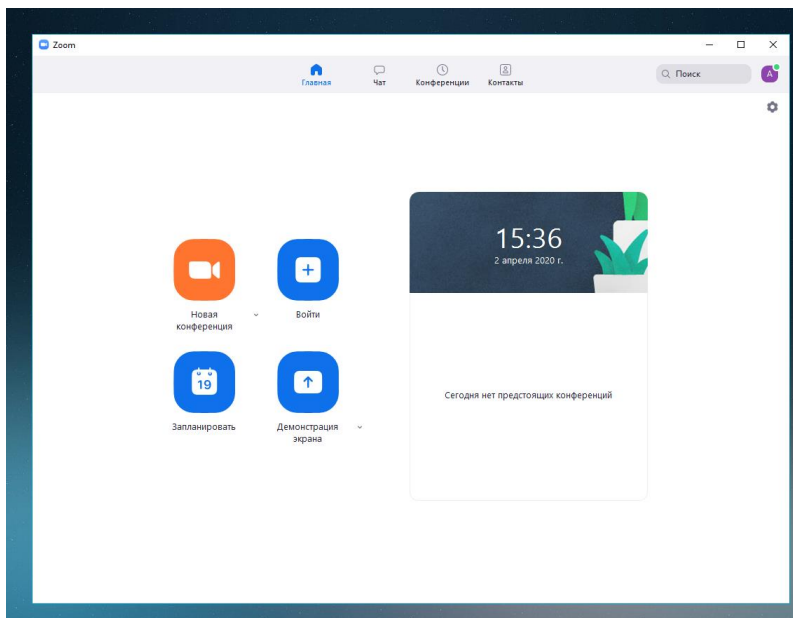 Zoom
Главная
Чат
Конференции
Контакты
Поиск
A
15:36
2 апреля 2020 г.
Новая
конференция
Войти
19
Запланировать
Демонстрация
экрана
Сегодня нет предстоящих конференций